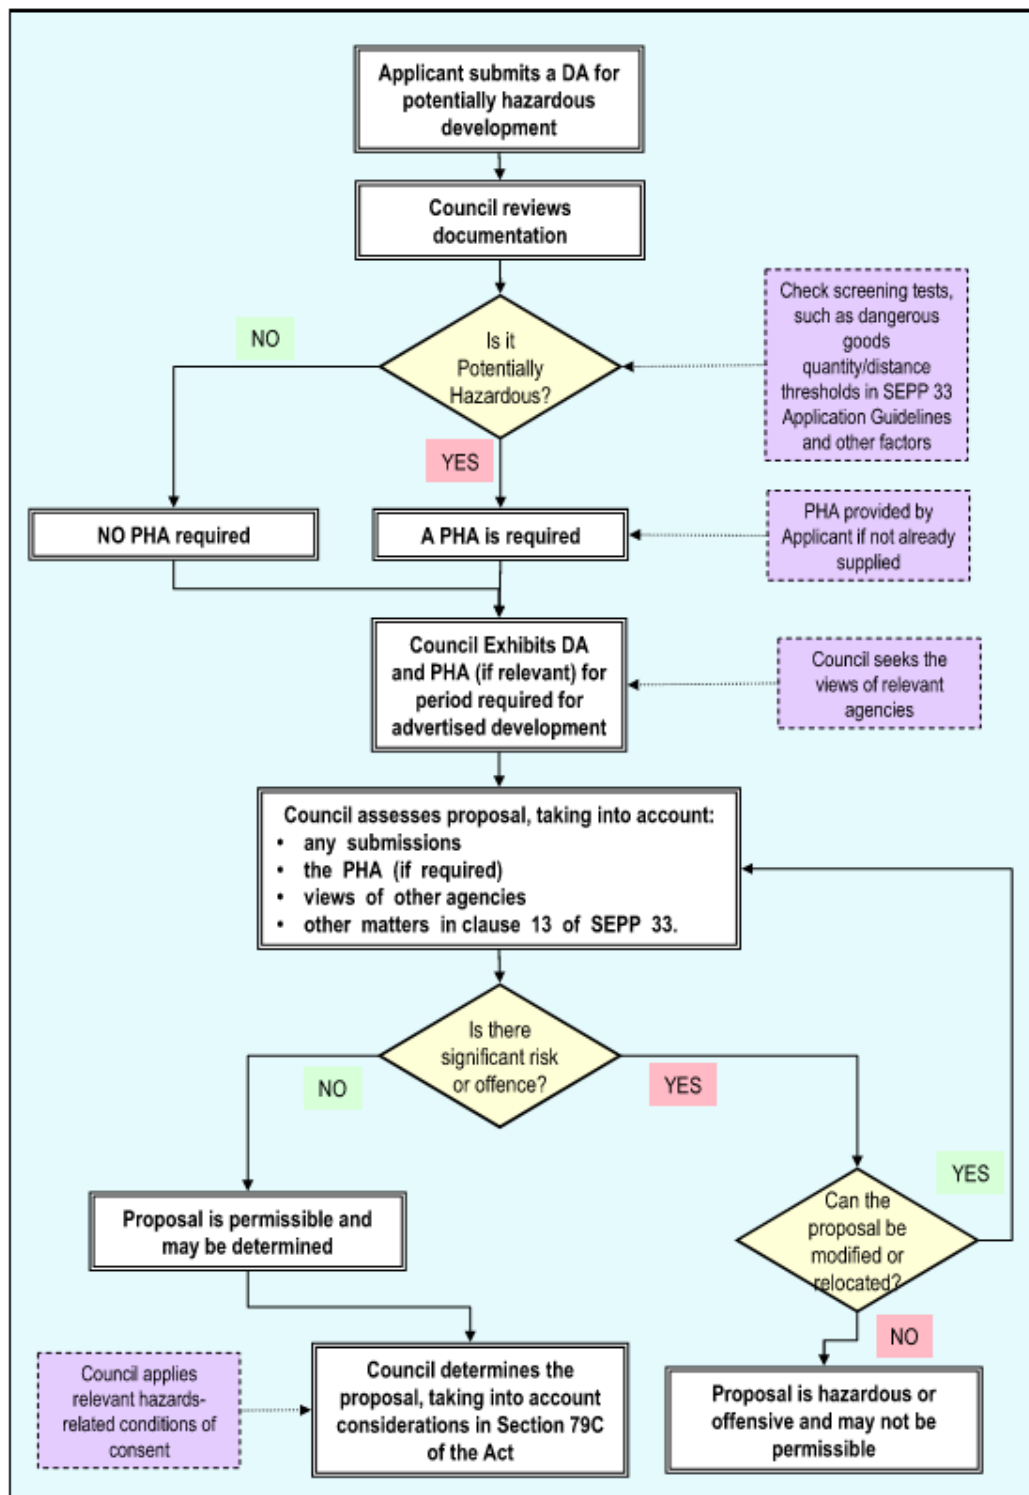 Applicant submits a DA for
potentially hazardous
development
Council reviews
documentation
Check screening tests,
such as dangerous
goods
quantity/distance
thresholds in SEPP 33
Application Guidelines
and other factors
NO
Is it
Potentially
Hazardous?
YES
NO PHA required
A PHA is required
PHA provided by
Applicant if not already
supplied
Council Exhibits DA
and PHA (if relevant) for
period required for
advertised development
Council seeks the
views of relevant
agencies
Council assesses proposal, taking into account:
• any submissions
• the PHA (if required)
• views of other agencies
• other matters in clause 13 of SEPP 33.
Is there
significant risk
or offence?
NO
YES
YES
Proposal is permissible and
may be determined
Can the
proposal be
modified or
relocated?
NO
Council applies
relevant hazards-
related conditions of
consent
Council determines the
proposal, taking into account
considerations in Section 79C
of the Act
Proposal is hazardous or
offensive and may not be
permissible